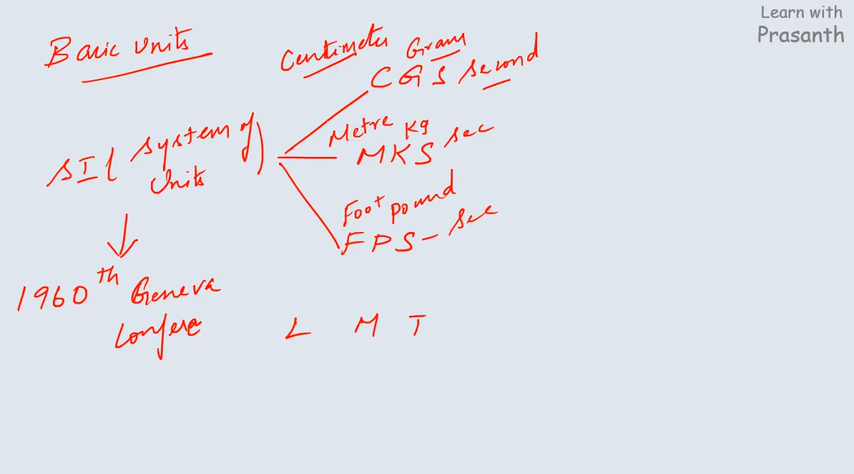 Learn with
Prasanth
Basic Units
Centimeter Gram
CGS second
SI ( System of Units )
Metre Kg sec
MKS
Foot pound
FPS - sec
1960th Geneva
Confere
L M T